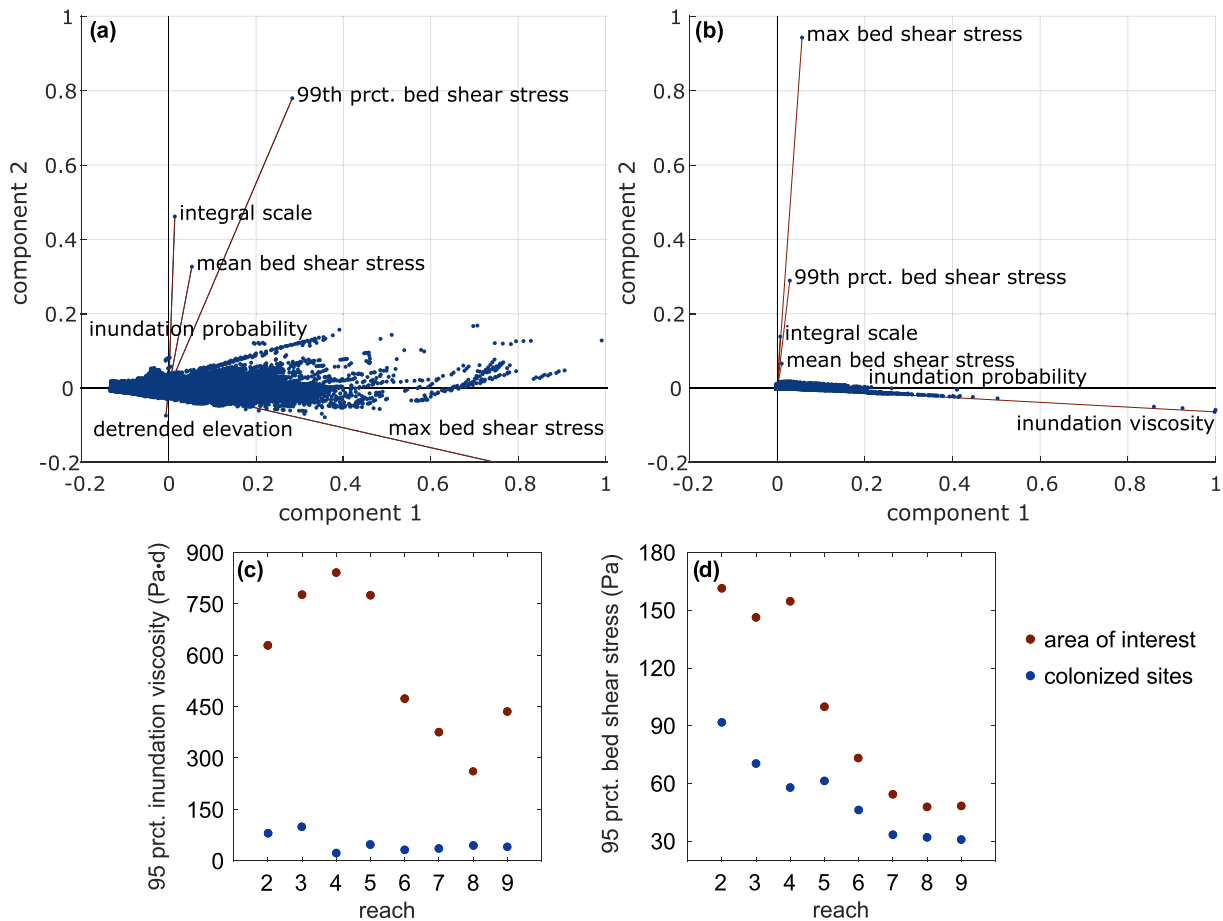 (a)
component 2
1
0.8
0.6
0.4
0.2
0
-0.2
99th prct. bed shear stress
integral scale
mean bed shear stress
inundation probability
detrended elevation
max bed shear stress
-0.2 0 0.2 0.4 0.6 0.8 1
component 1
(b)
component 2
1
0.8
0.6
0.4
0.2
0
-0.2
max bed shear stress
99th prct. bed shear stress
integral scale
mean bed shear stress
inundation probability
inundation viscosity
-0.2 0 0.2 0.4 0.6 0.8 1
component 1
(c)
95 prct. inundation viscosity (Pa•d)
900
750
600
450
300
150
0
2 3 4 5 6 7 8 9
reach
(d)
95 prct. bed shear stress (Pa)
180
150
120
90
60
30
2 3 4 5 6 7 8 9
reach
area of interest
colonized sites